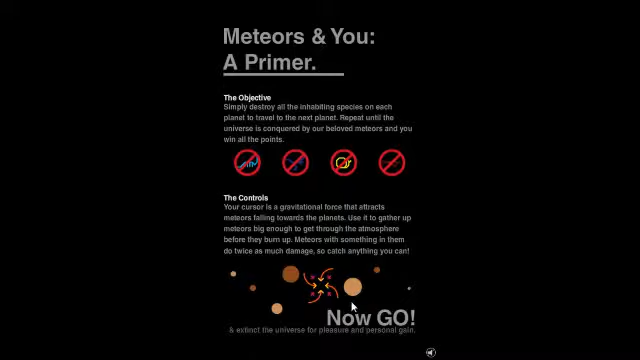 Meteors & You:
A Primer.
The Objective
Simply destroy all the inhabiting species on each
planet to travel to the next planet. Repeat until the
universe is conquered by our beloved meteors and you
win all the points.
The Controls
Your cursor is a gravitational force that attracts
meteors falling towards the planets. Use it to gather up
meteors big enough to get through the atmosphere
before they burn up. Meteors with something in them
do twice as much damage, so catch anything you can!
Now GO!
& extinct the universe for pleasure and personal gain.